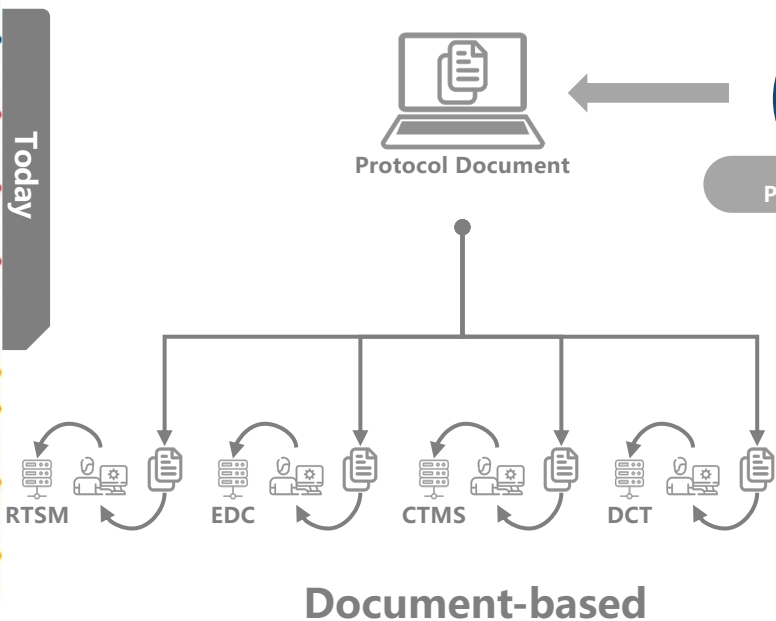 Today
Protocol Document
RTSM
EDC
CTMS
DCT
Document-based